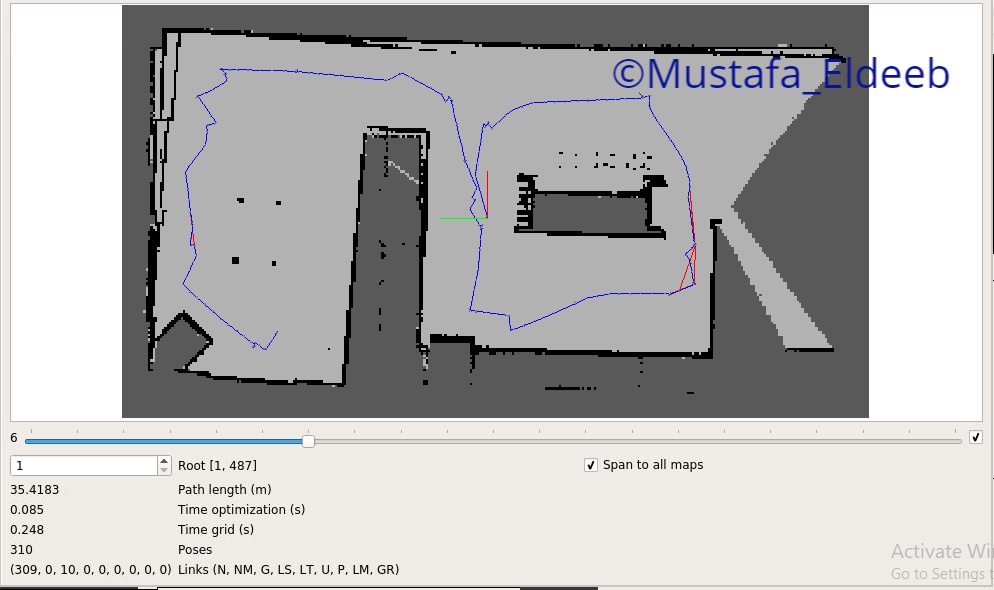 ©Mustafa_Eldeeb
6
1 Root [1, 487] Span to all maps
35.4183 Path length (m)
0.085 Time optimization (s)
0.248 Time grid (s)
310 Poses
(309, 0, 10, 0, 0, 0, 0, 0, 0) Links (N, NM, G, LS, LT, U, P, LM, GR)
Activate Wi
Go to Settings t